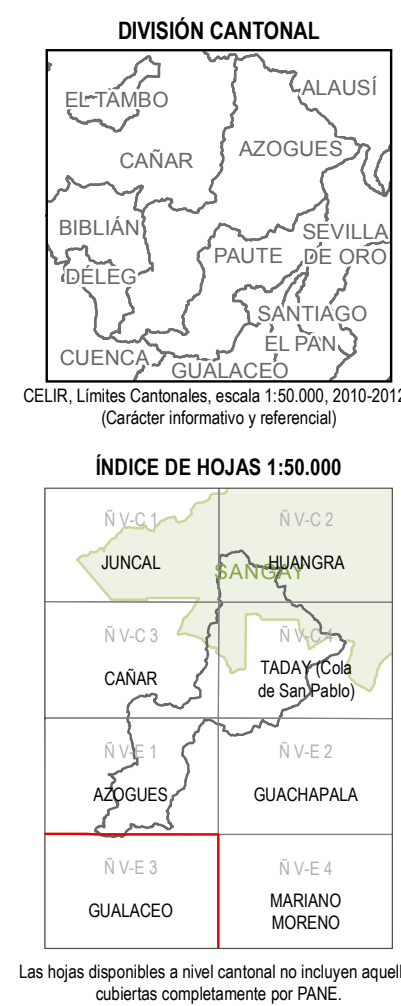 DIVISIÓN CANTONAL
EL TAMBO
ALAUSÍ
CAÑAR
AZOGUES
BIBLIÁN
PAUTE
SEVILLA
DE ORO
DÉLEG
SANTIAGO
EL PAN
CUENCA
GUALACEO
CELIR, Límites Cantonales, escala 1:50.000, 2010-2012
(Carácter informativo y referencial)
ÍNDICE DE HOJAS 1:50.000
Ñ V-C 1
Ñ V-C 2
JUNCAL
HUANGRA
SANGAY
Ñ V-C 3
Ñ V-C 4
CAÑAR
TADAY (Cola
de San Pablo)
Ñ V-E 1
Ñ V-E 2
AZOGUES
GUACHAPALA
Ñ V-E 3
Ñ V-E 4
GUALACEO
MARIANO
MORENO
Las hojas disponibles a nivel cantonal no incluyen aquell
cubiertas completamente por PANE.